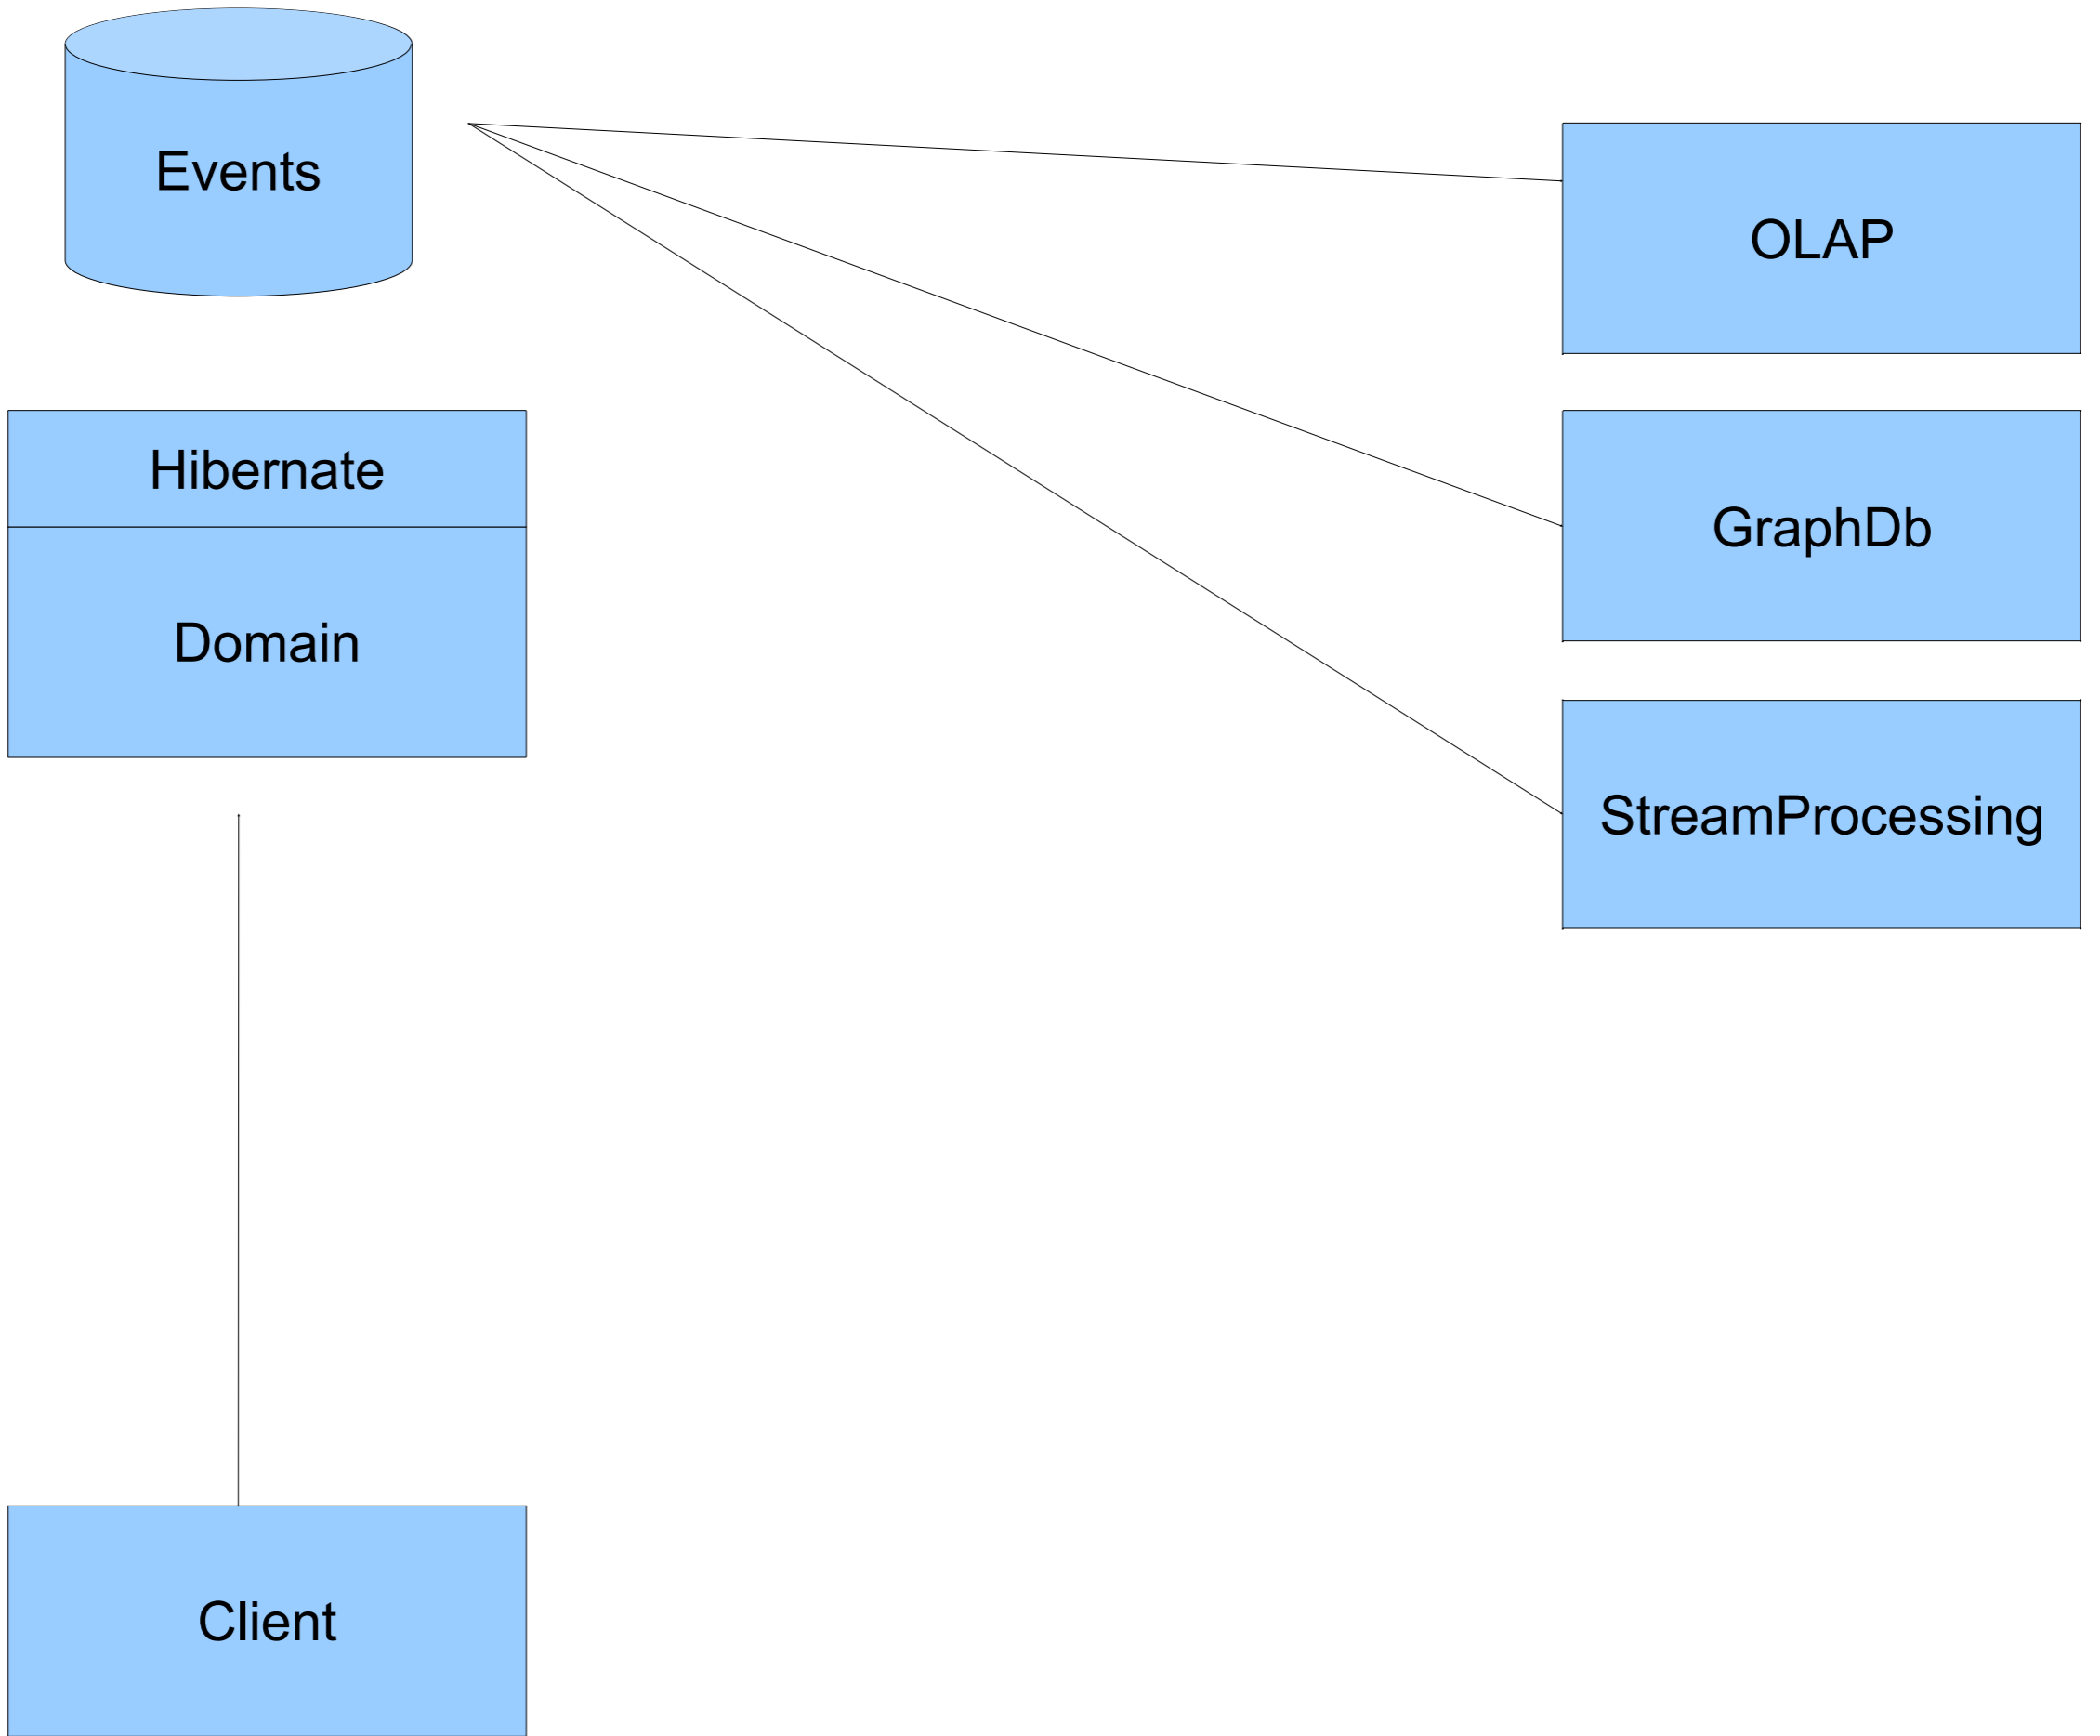 Events
OLAP
Hibernate
GraphDb
Domain
StreamProcessing
Client